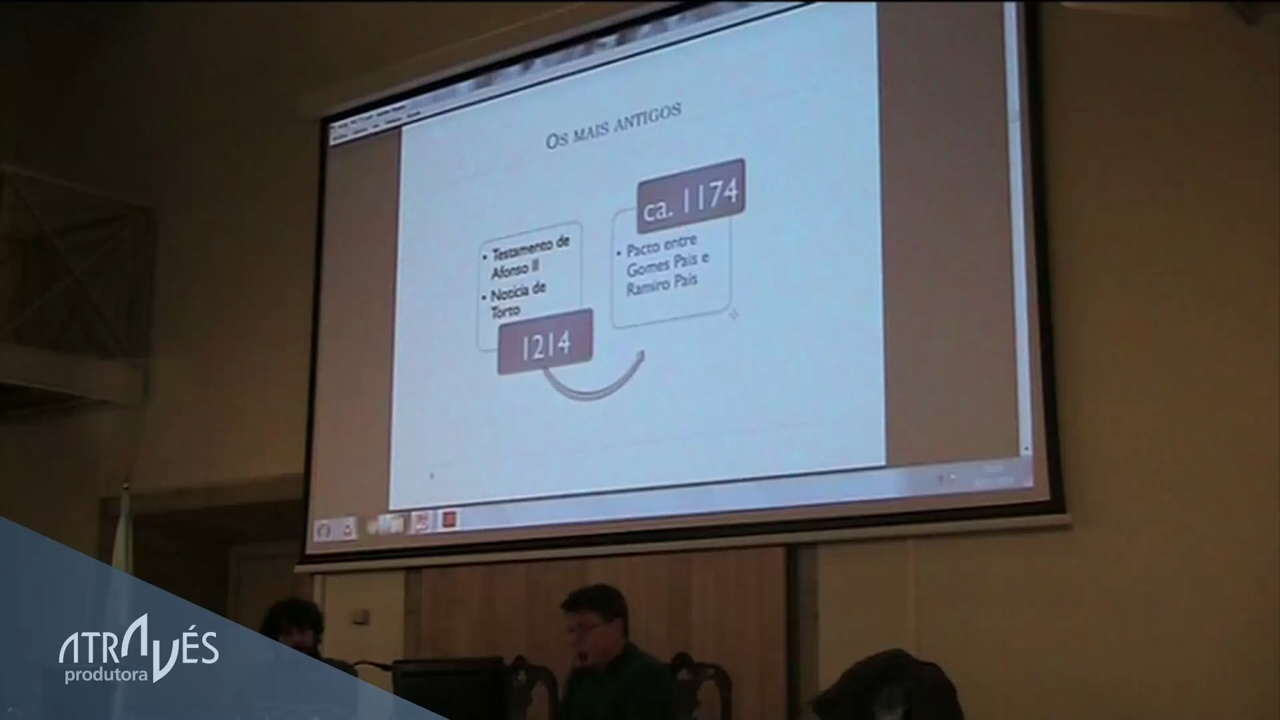 Os mais antigos
ca. 1174
• Pacto entre
Gomes Pais e
Ramiro Pais
• Testamento de
Afonso II
• Notícia de
Torto
1214
ATRAVÉS
produtora